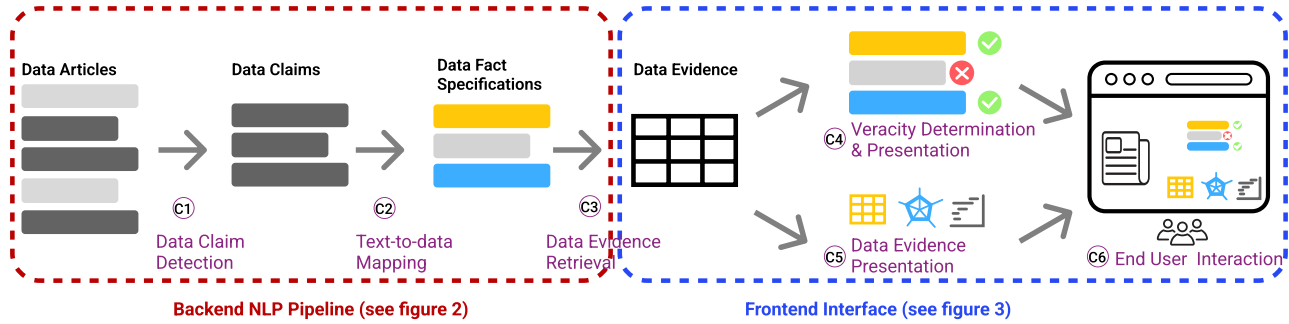 Data Articles
Data Claims
Data Fact
Specifications
Data Evidence
C1
Data Claim
Detection
C2
Text-to-data
Mapping
C3
Data Evidence
Retrieval
C4
Veracity Determination
& Presentation
C5
Data Evidence
Presentation
C6
End User Interaction
Backend NLP Pipeline (see figure 2)
Frontend Interface (see figure 3)